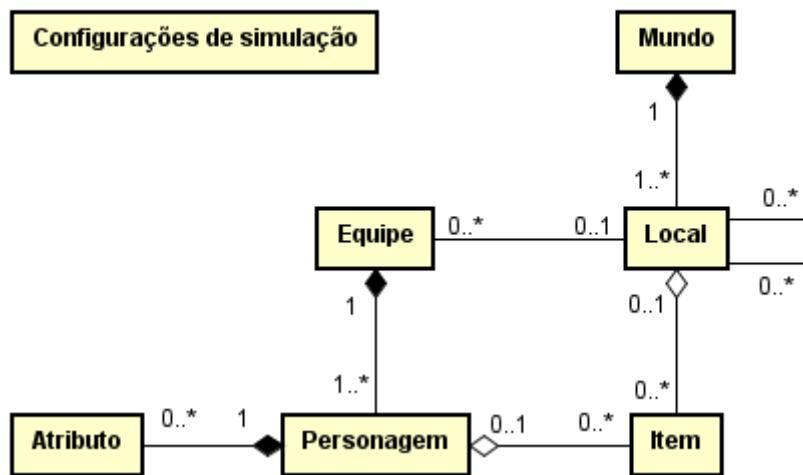 Configurações de simulação
Mundo
1
1..*
0..*
Equipe
0..*
0..1
Local
0..*
1
0..1
1..*
0..*
Atributo
0..*
1
Personagem
0..1
0..*
Item